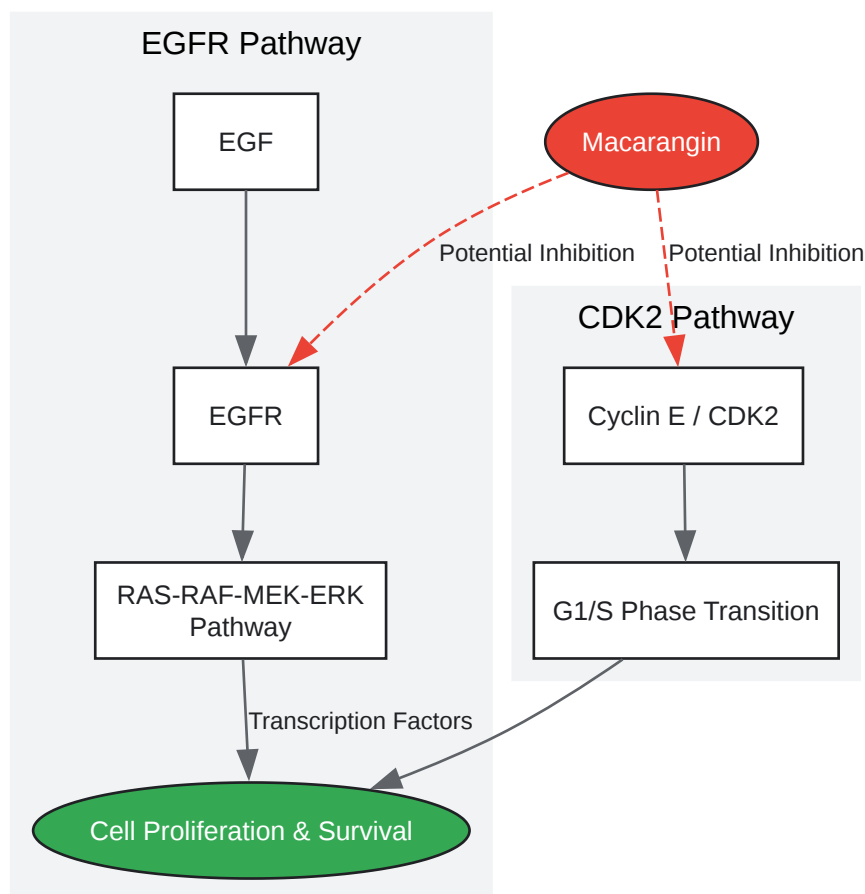 EGFR Pathway
EGF
Macarangin
Potential Inhibition
Potential Inhibition
CDK2 Pathway
EGFR
Cyclin E / CDK2
RAS-RAF-MEK-ERK
Pathway
G1/S Phase Transition
Transcription Factors
Cell Proliferation & Survival